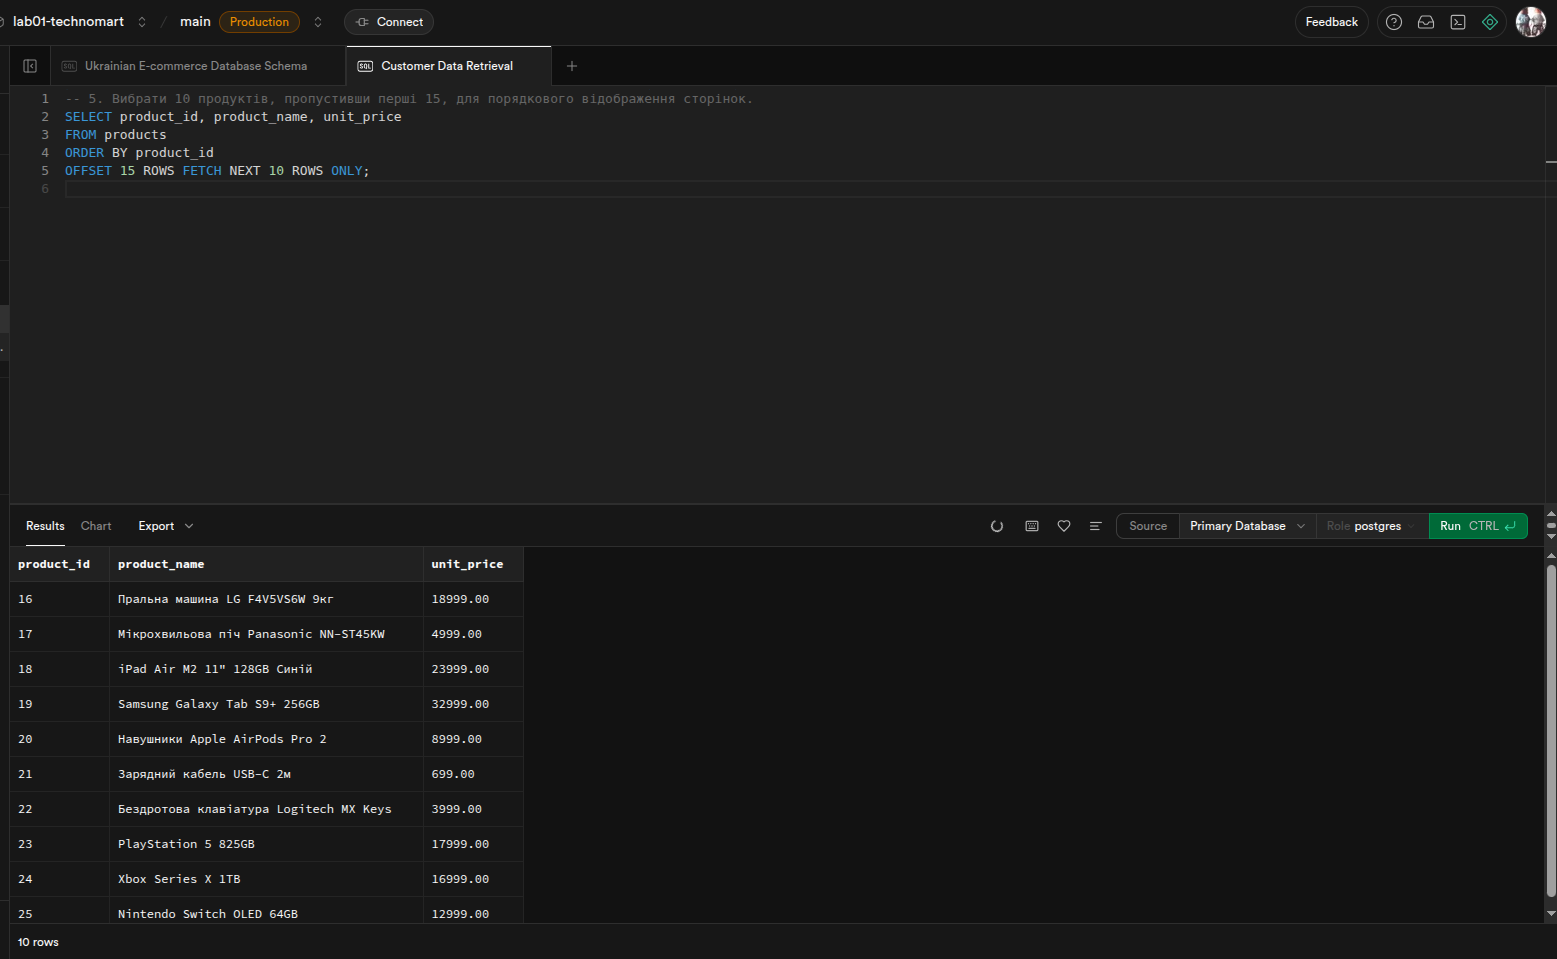 lab01-technomart / main Production Connect Feedback
Ukrainian E-commerce Database Schema Customer Data Retrieval
1 -- 5. Вибрати 10 продуктів, пропустивши перші 15, для порядкового відображення сторінок.
2 SELECT product_id, product_name, unit_price
3 FROM products
4 ORDER BY product_id
5 OFFSET 15 ROWS FETCH NEXT 10 ROWS ONLY;
6
Results Chart Export Source Primary Database Role postgres Run CTRL
product_id product_name unit_price
16 Пральна машина LG F4V5VS6W 9кг 18999.00
17 Мікрохвильова піч Panasonic NN-ST45KW 4999.00
18 iPad Air M2 11" 128GB Синій 23999.00
19 Samsung Galaxy Tab S9+ 256GB 32999.00
20 Навушники Apple AirPods Pro 2 8999.00
21 Зарядний кабель USB-C 2м 699.00
22 Бездротова клавіатура Logitech MX Keys 3999.00
23 PlayStation 5 825GB 17999.00
24 Xbox Series X 1TB 16999.00
25 Nintendo Switch OLED 64GB 12999.00
10 rows